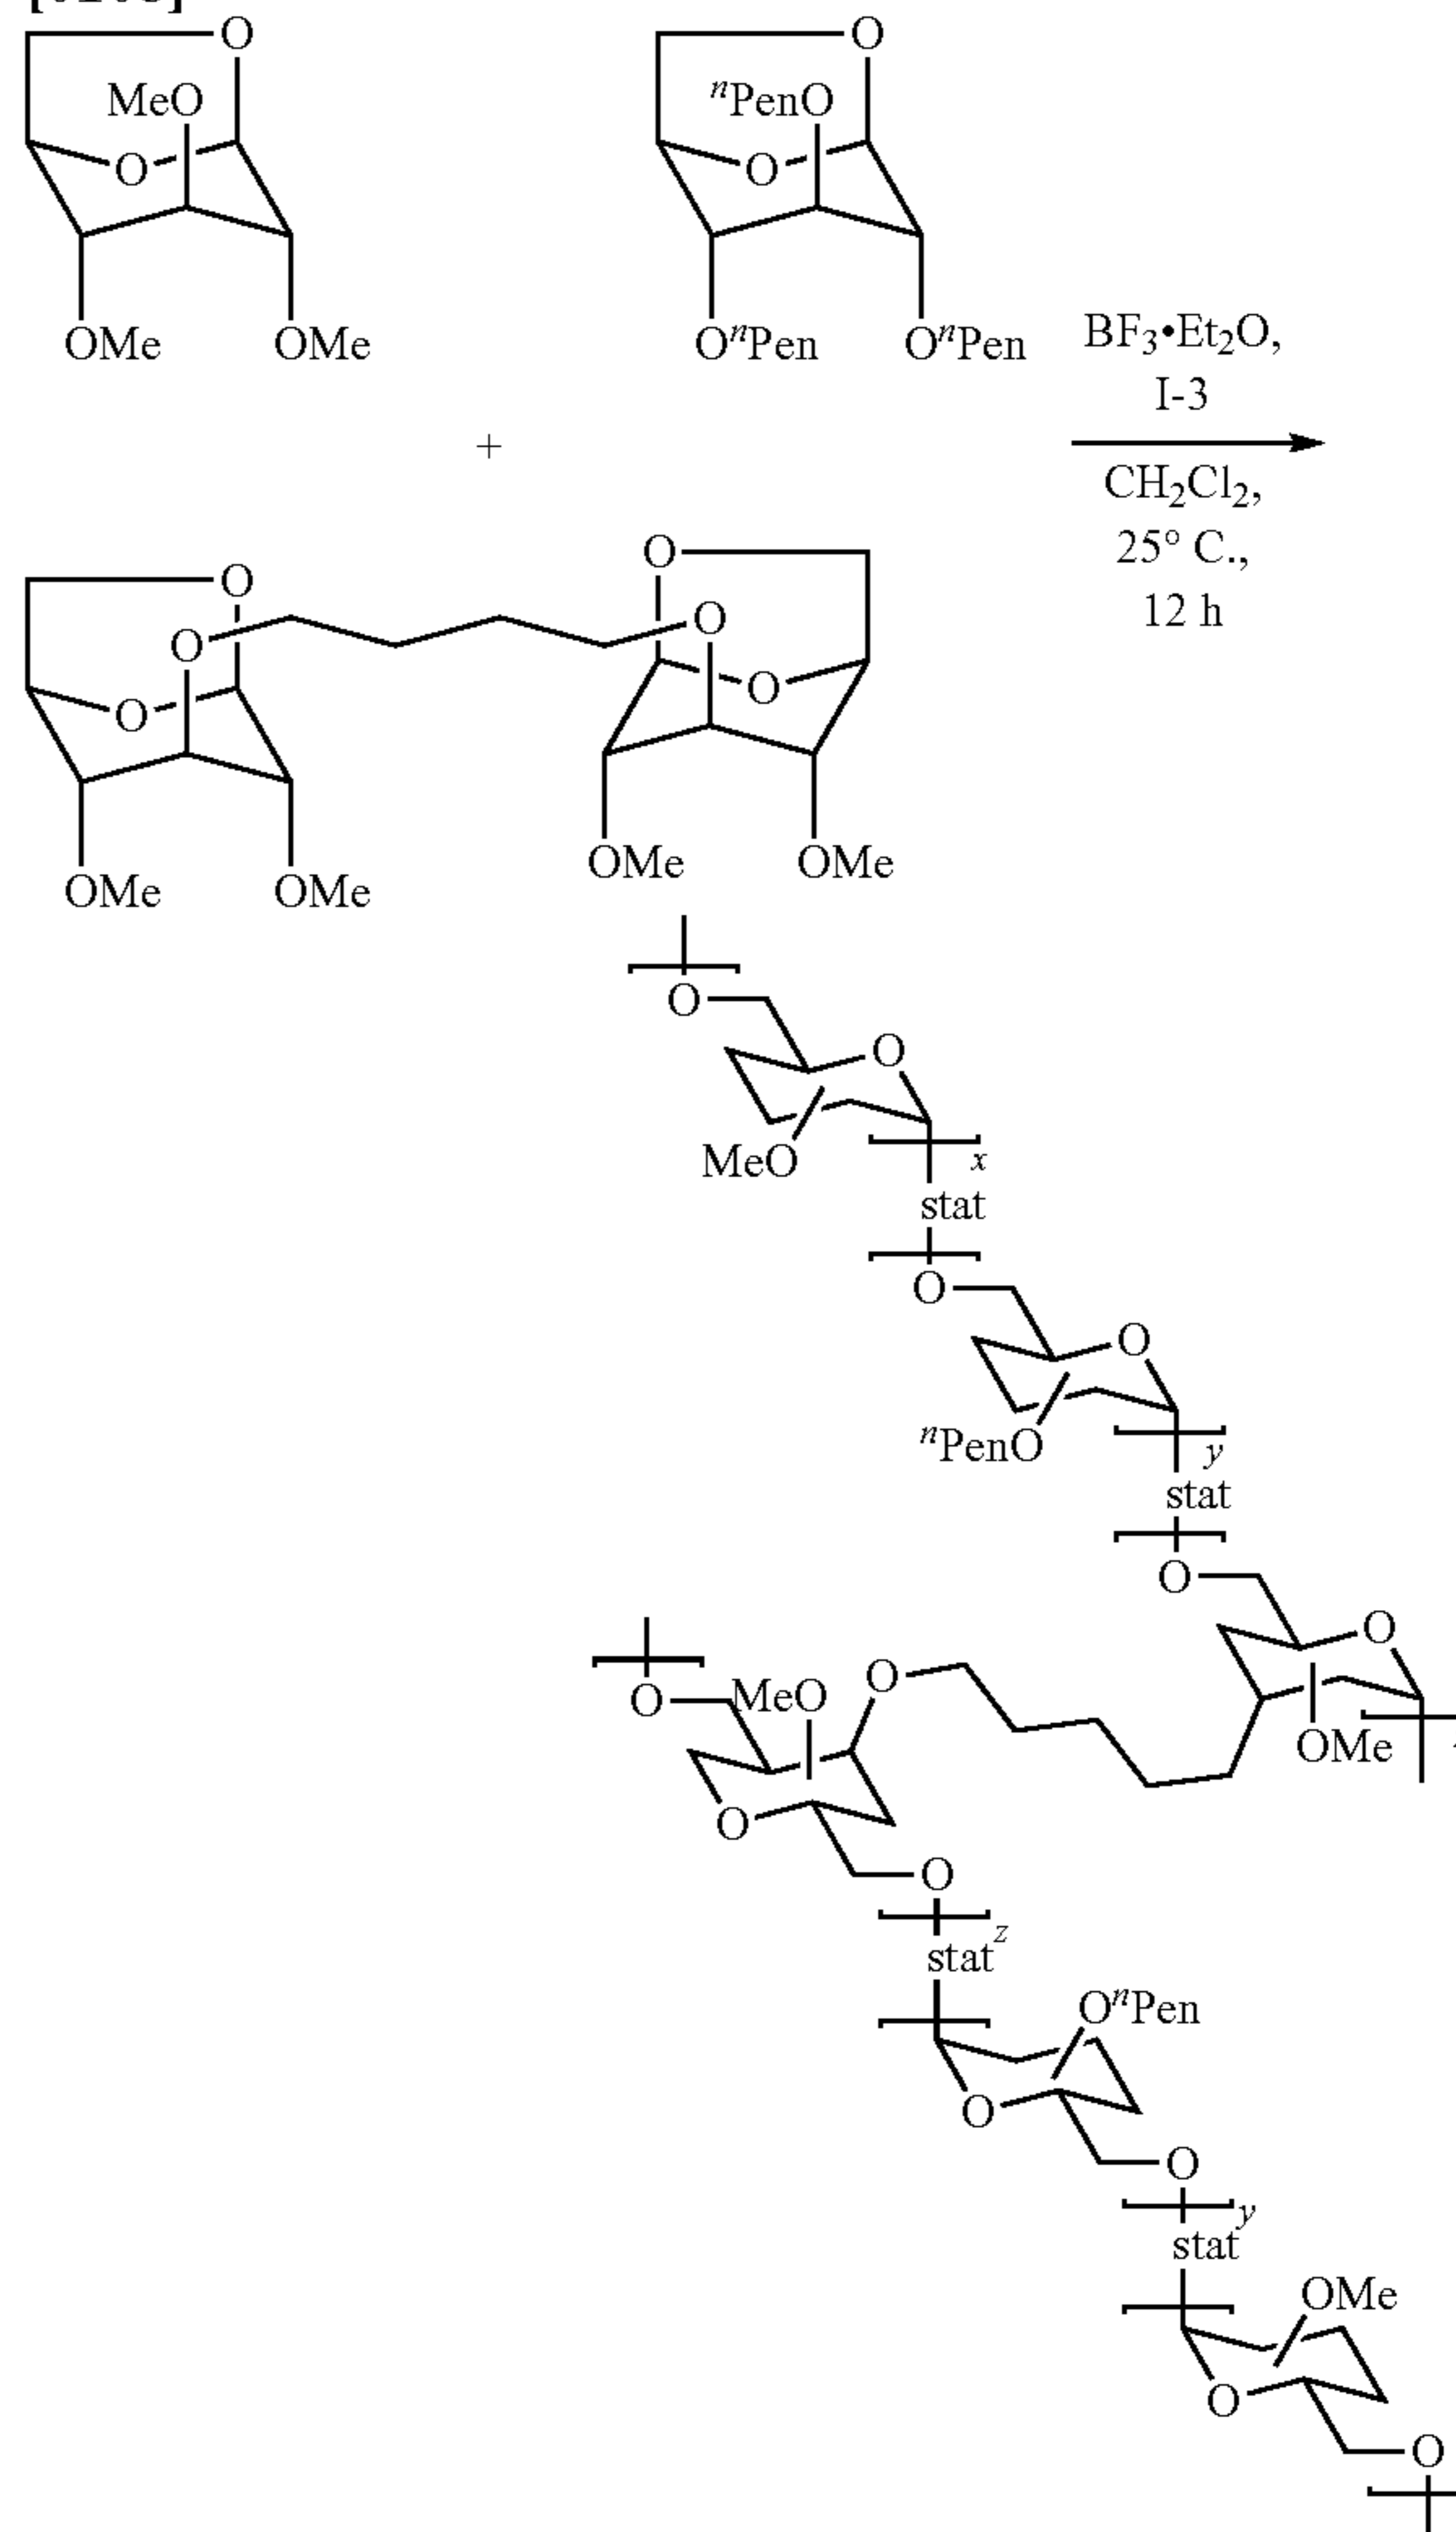 O O
MeO ⁿPenO
O O
OMe OMe OⁿPen OⁿPen
BF₃•Et₂O,
I-3
+
CH₂Cl₂,
25° C.,
12 h
O O
O O
O O
OMe OMe
OMe OMe
O
O
MeO
x
stat
O
O
ⁿPenO
y
stat
O
O
O
O MeO
OMe
O
O
z
stat
OⁿPen
O
O
y
stat
OMe
O
O